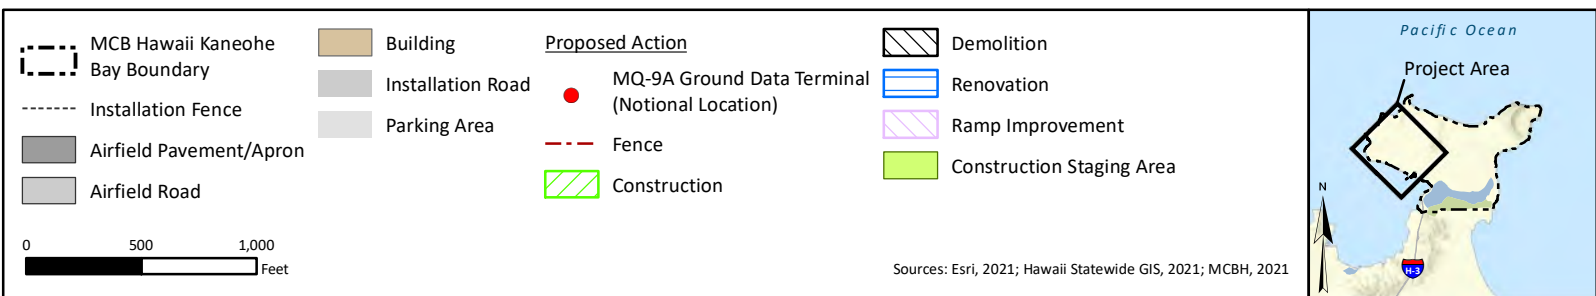 MCB Hawaii Kaneohe
Bay Boundary
Installation Fence
Airfield Pavement/Apron
Airfield Road
0 500 1,000
Feet
Building
Installation Road
Parking Area
Proposed Action
MQ-9A Ground Data Terminal
(Notional Location)
Fence
Construction
Demolition
Renovation
Ramp Improvement
Construction Staging Area
Sources: Esri, 2021; Hawaii Statewide GIS, 2021; MCBH, 2021
Pacific Ocean
Project Area
N
H-3